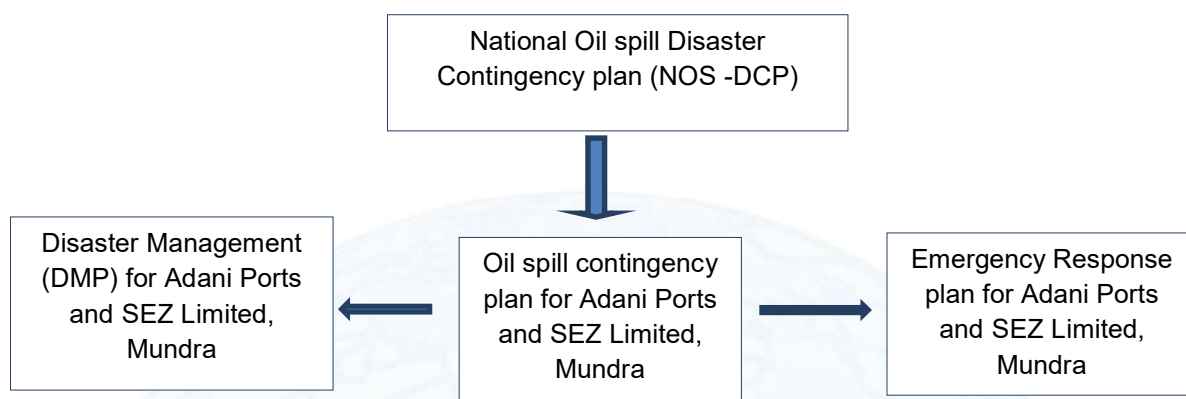 National Oil spill Disaster
Contingency plan (NOS -DCP)
Disaster Management
(DMP) for Adani Ports
and SEZ Limited,
Mundra
Oil spill contingency
plan for Adani Ports
and SEZ Limited,
Mundra
Emergency Response
plan for Adani Ports
and SEZ Limited,
Mundra